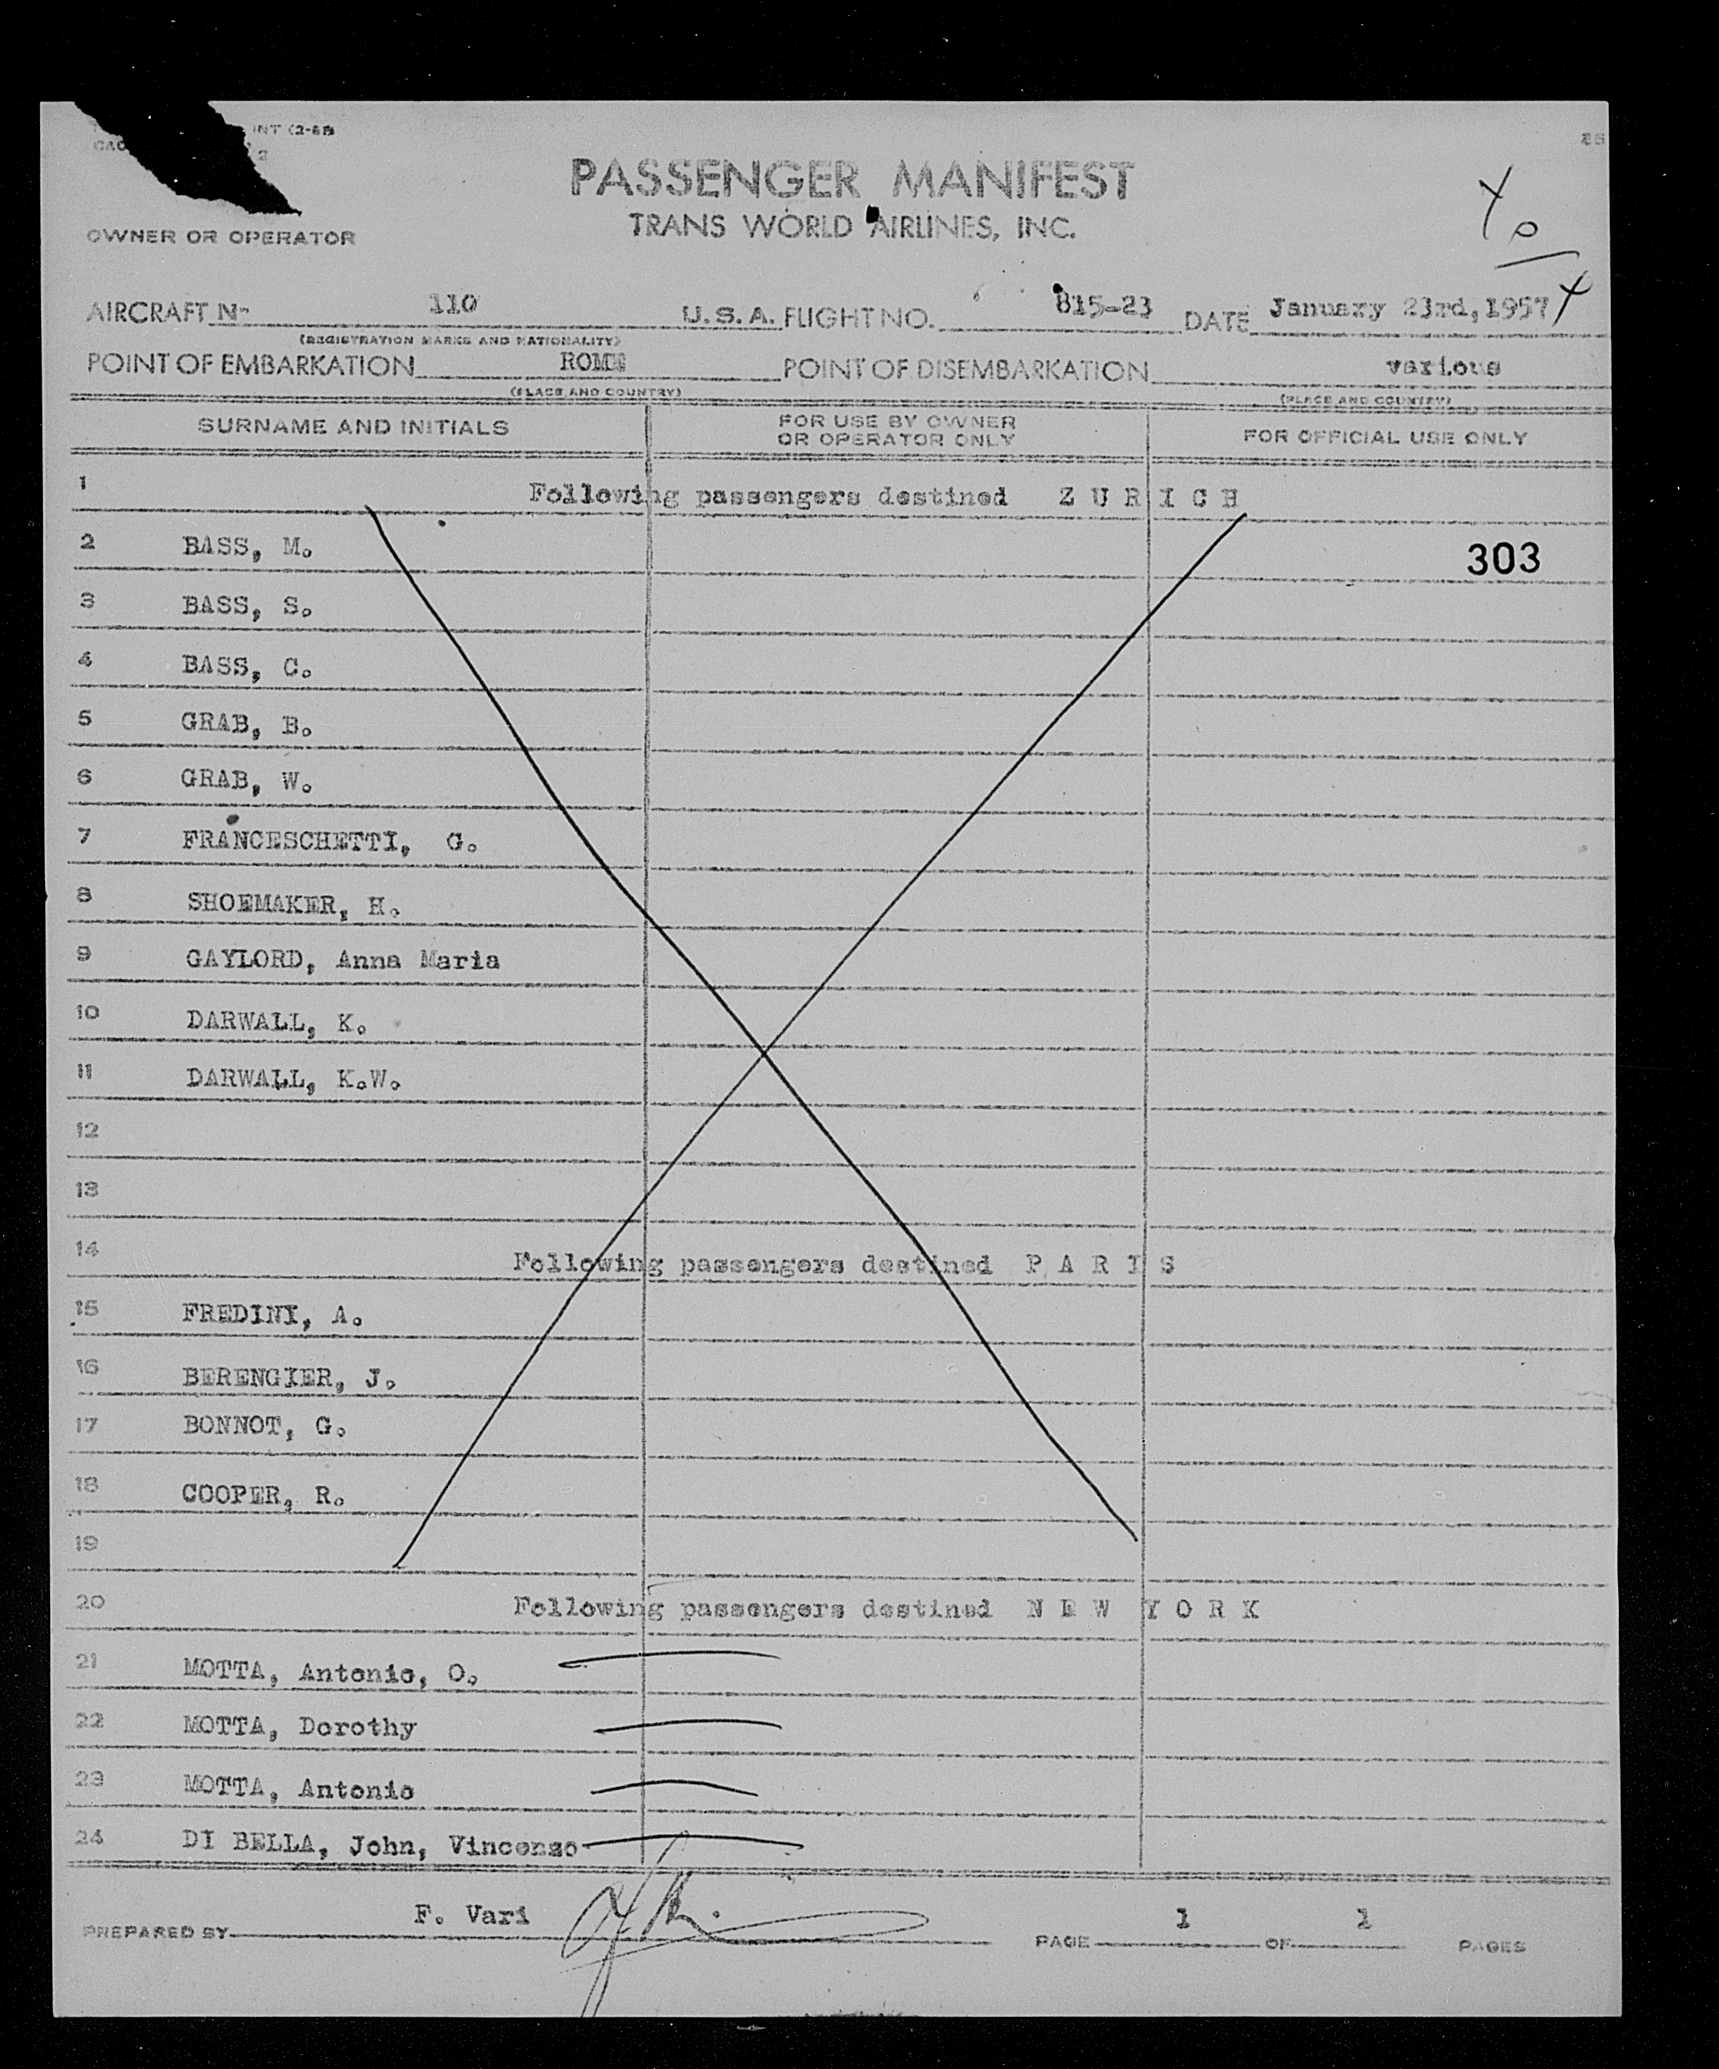 INT (2-55)
CAO 2
85
PASSENGER MANIFEST
TRANS WORLD AIRLINES, INC.
OWNER OR OPERATOR
AIRCRAFT No 110 U.S.A. FLIGHT NO. 815-23 DATE January 23rd, 1957
(REGISTRATION MARKS AND NATIONALITY)
POINT OF EMBARKATION ROME POINT OF DISEMBARKATION various
(PLACE AND COUNTRY) (PLACE AND COUNTRY)
SURNAME AND INITIALS FOR USE BY OWNER OR OPERATOR ONLY FOR OFFICIAL USE ONLY
1 Following passengers destined Z U R I C H
2 BASS, M. 303
3 BASS, S.
4 BASS, C.
5 GRAB, B.
6 GRAB, W.
7 FRANCESCHETTI, G.
8 SHOEMAKER, H.
9 GAYLORD, Anna Maria
10 DARWALL, K.
11 DARWALL, K.W.
12
13
14 Following passengers destined P A R I S
15 FREDINI, A.
16 BERENGIER, J.
17 BONNOT, G.
18 COOPER, R.
19
20 Following passengers destined N E W Y O R K
21 MOTTA, Antonio, O.
22 MOTTA, Dorothy
23 MOTTA, Antonio
24 DI BELLA, John, Vincenzo
PREPARED BY F. Vari PAGE 1 OF 1 PAGES